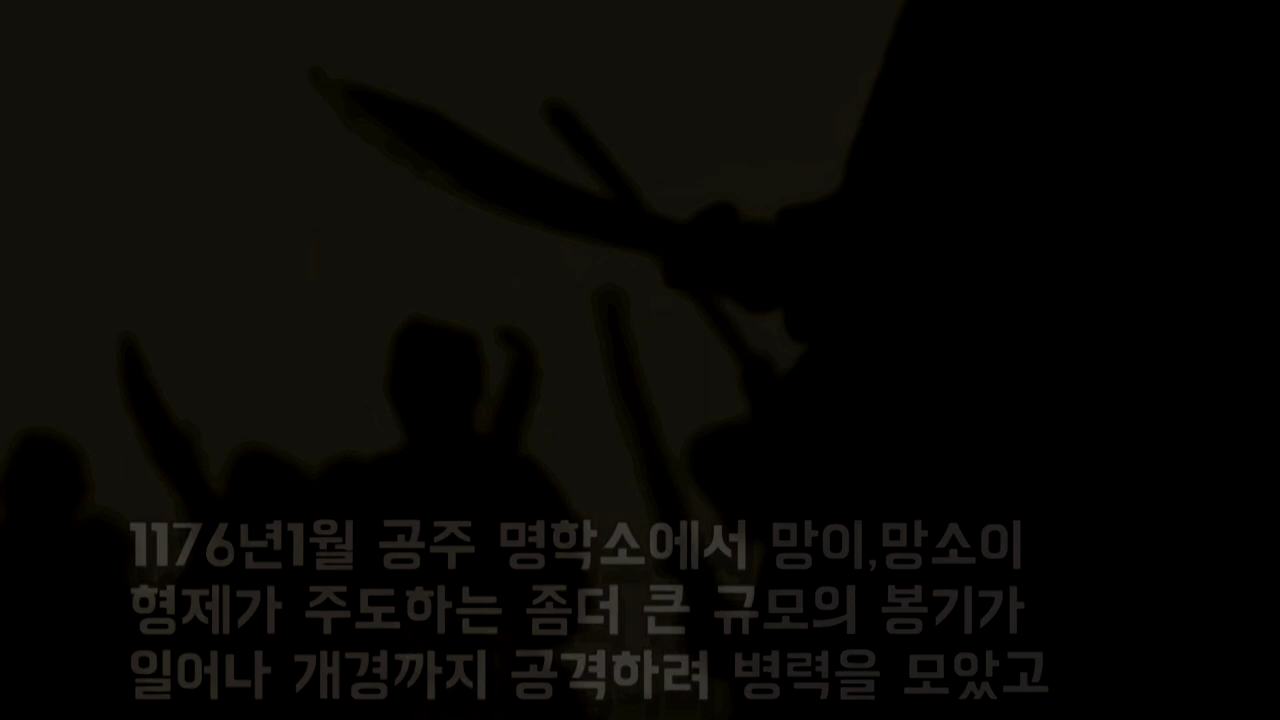 1176년1월 공주 명학소에서 망이,망소이
형제가 주도하는 좀더 큰 규모의 봉기가
일어나 개경까지 공격하려 병력을 모았고